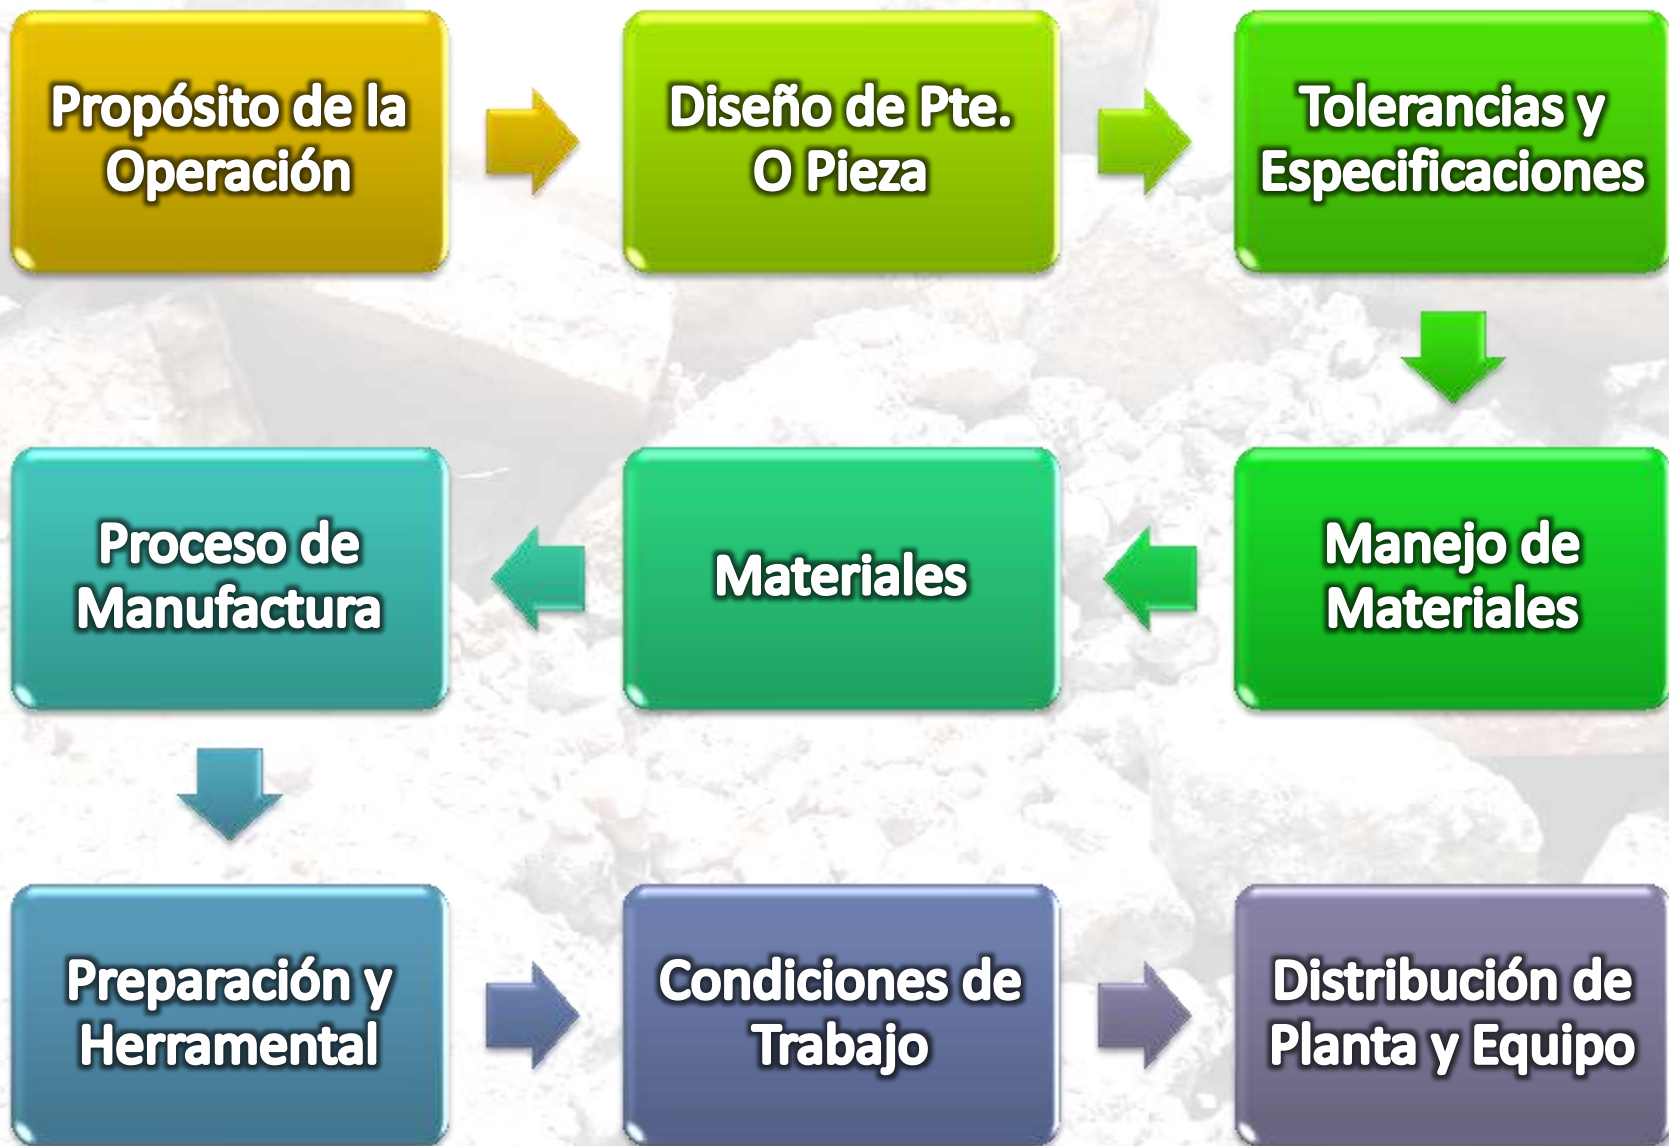 Propósito de la
Operación
Diseño de Pte.
O Pieza
Tolerancias y
Especificaciones
Manejo de
Materiales
Materiales
Proceso de
Manufactura
Preparación y
Herramental
Condiciones de
Trabajo
Distribución de
Planta y Equipo